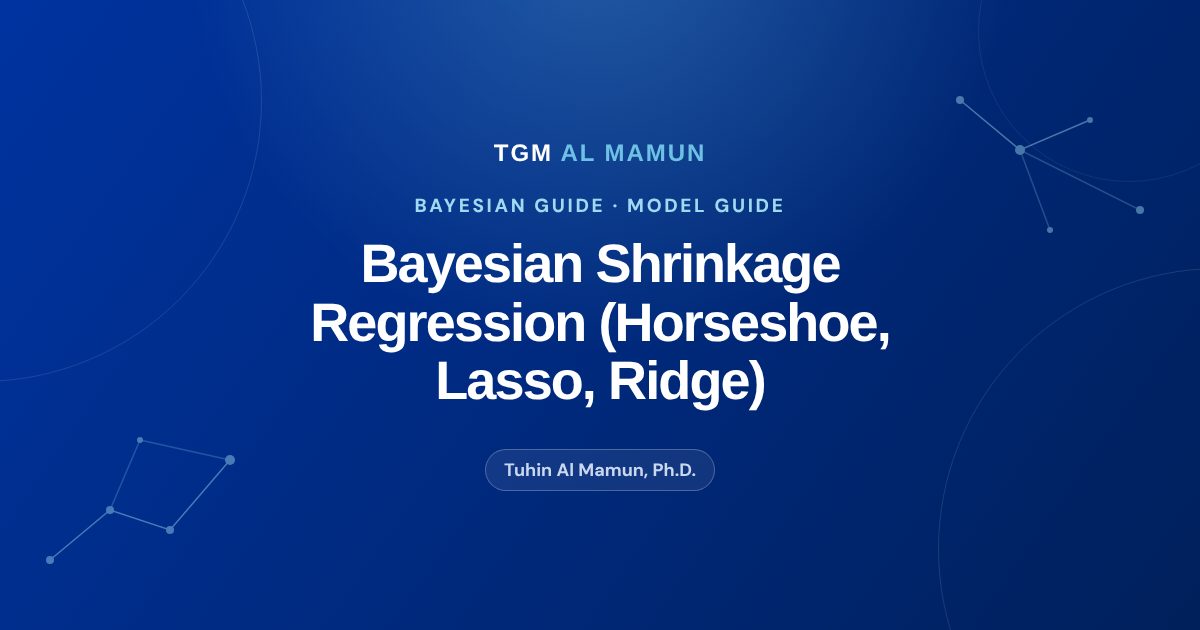 TGM AL MAMUN
BAYESIAN GUIDE · MODEL GUIDE
Bayesian Shrinkage
Regression (Horseshoe,
Lasso, Ridge)
Tuhin Al Mamun, Ph.D.